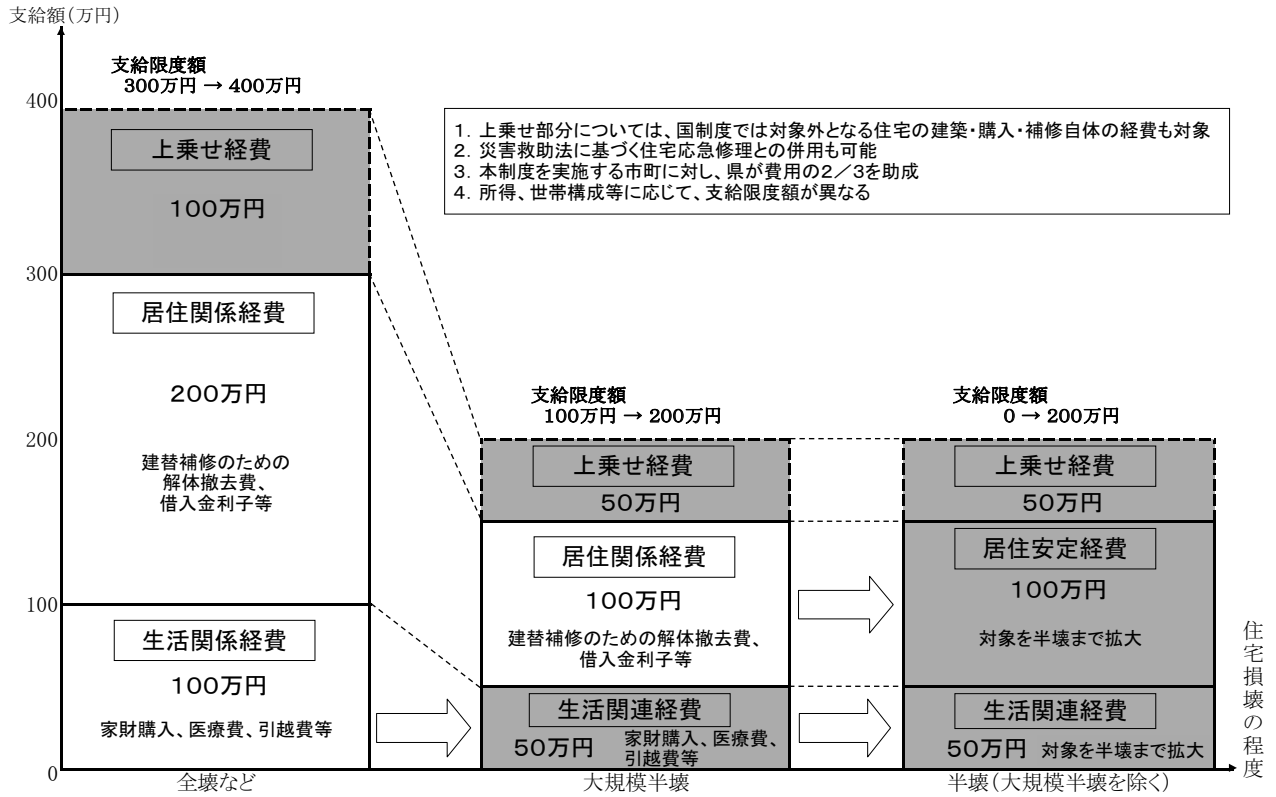 支給額(万円)
支給限度額
300万円 → 400万円
400
300
200
100
0
上乗せ経費
100万円
居住関係経費
200万円
建替補修のための
解体撤去費、
借入金利子等
生活関係経費
100万円
家財購入、医療費、引越費等
全壊など
1. 上乗せ部分については、国制度では対象外となる住宅の建築・購入・補修自体の経費も対象
2. 災害救助法に基づく住宅応急修理との併用も可能
3. 本制度を実施する市町に対し、県が費用の2/3を助成
4. 所得、世帯構成等に応じて、支給限度額が異なる
支給限度額
100万円 → 200万円
上乗せ経費
50万円
居住関係経費
100万円
建替補修のための解体撤去費、
借入金利子等
生活関連経費
50万円
家財購入、医療費、
引越費等
大規模半壊
支給限度額
0 → 200万円
上乗せ経費
50万円
居住安定経費
100万円
対象を半壊まで拡大
生活関連経費
50万円 対象を半壊まで拡大
半壊(大規模半壊を除く)
住宅損壊の程度